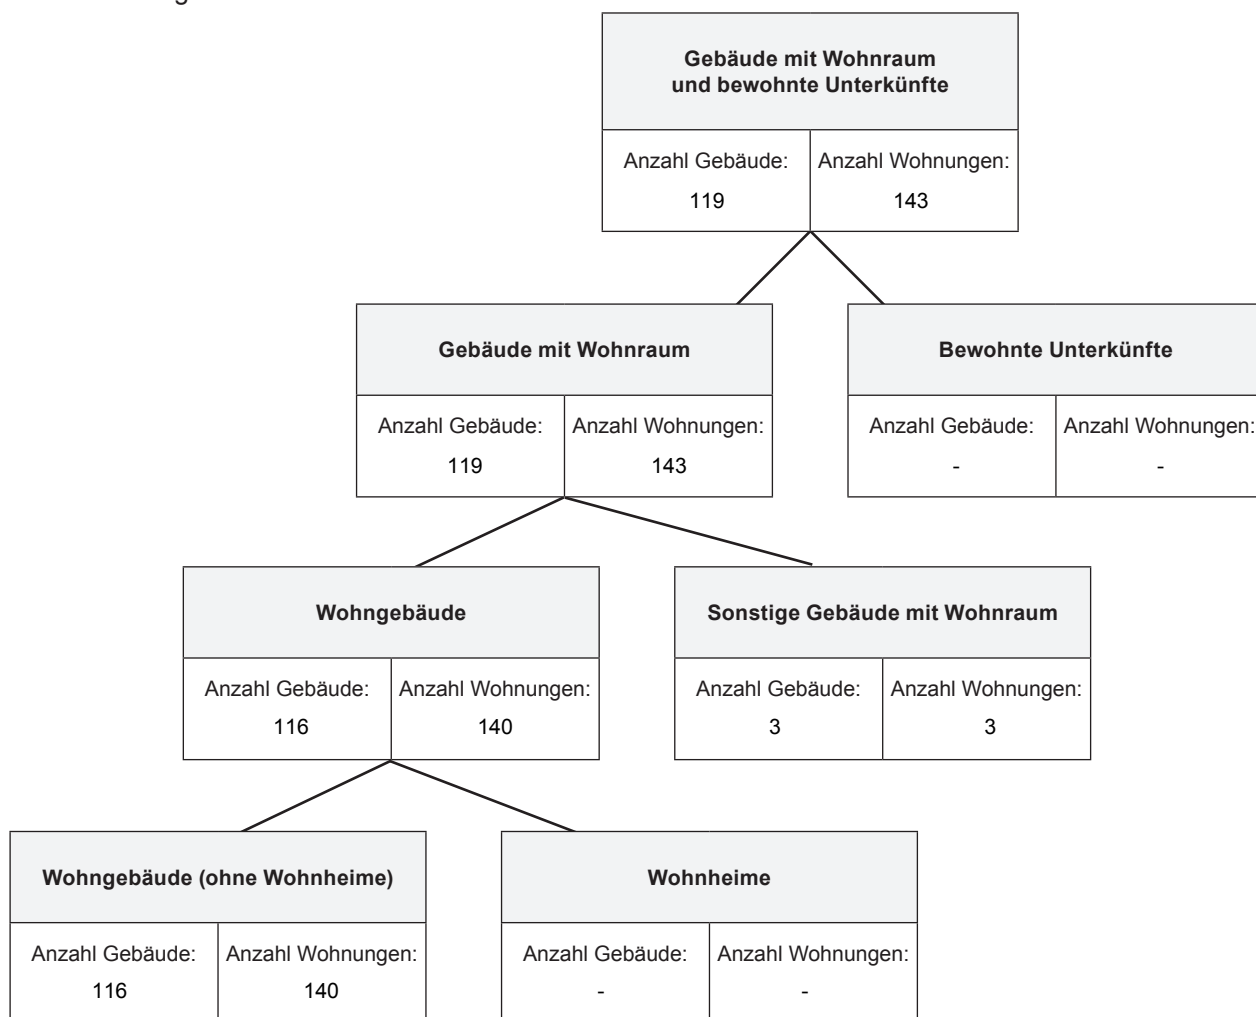 Gebäude mit Wohnraum
und bewohnte Unterkünfte
Anzahl Gebäude: Anzahl Wohnungen:
119 143
Gebäude mit Wohnraum
Anzahl Gebäude: Anzahl Wohnungen:
119 143
Bewohnte Unterkünfte
Anzahl Gebäude: Anzahl Wohnungen:
- -
Wohngebäude
Anzahl Gebäude: Anzahl Wohnungen:
116 140
Sonstige Gebäude mit Wohnraum
Anzahl Gebäude: Anzahl Wohnungen:
3 3
Wohngebäude (ohne Wohnheime)
Anzahl Gebäude: Anzahl Wohnungen:
116 140
Wohnheime
Anzahl Gebäude: Anzahl Wohnungen:
- -